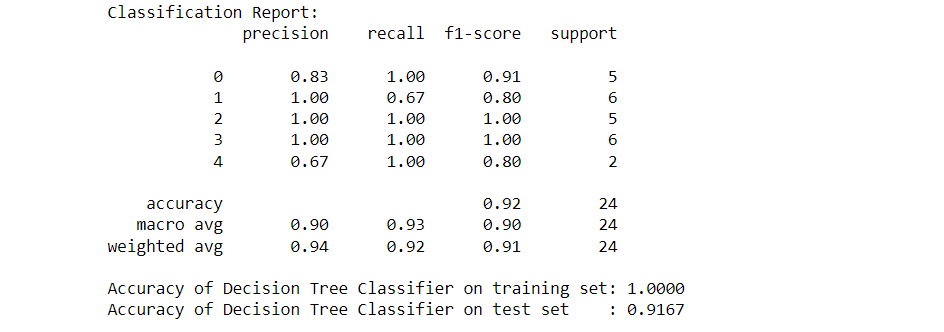 Classification Report:
precision recall f1-score support
0 0.83 1.00 0.91 5
1 1.00 0.67 0.80 6
2 1.00 1.00 1.00 5
3 1.00 1.00 1.00 6
4 0.67 1.00 0.80 2
accuracy 0.92 24
macro avg 0.90 0.93 0.90 24
weighted avg 0.94 0.92 0.91 24
Accuracy of Decision Tree Classifier on training set: 1.0000
Accuracy of Decision Tree Classifier on test set : 0.9167